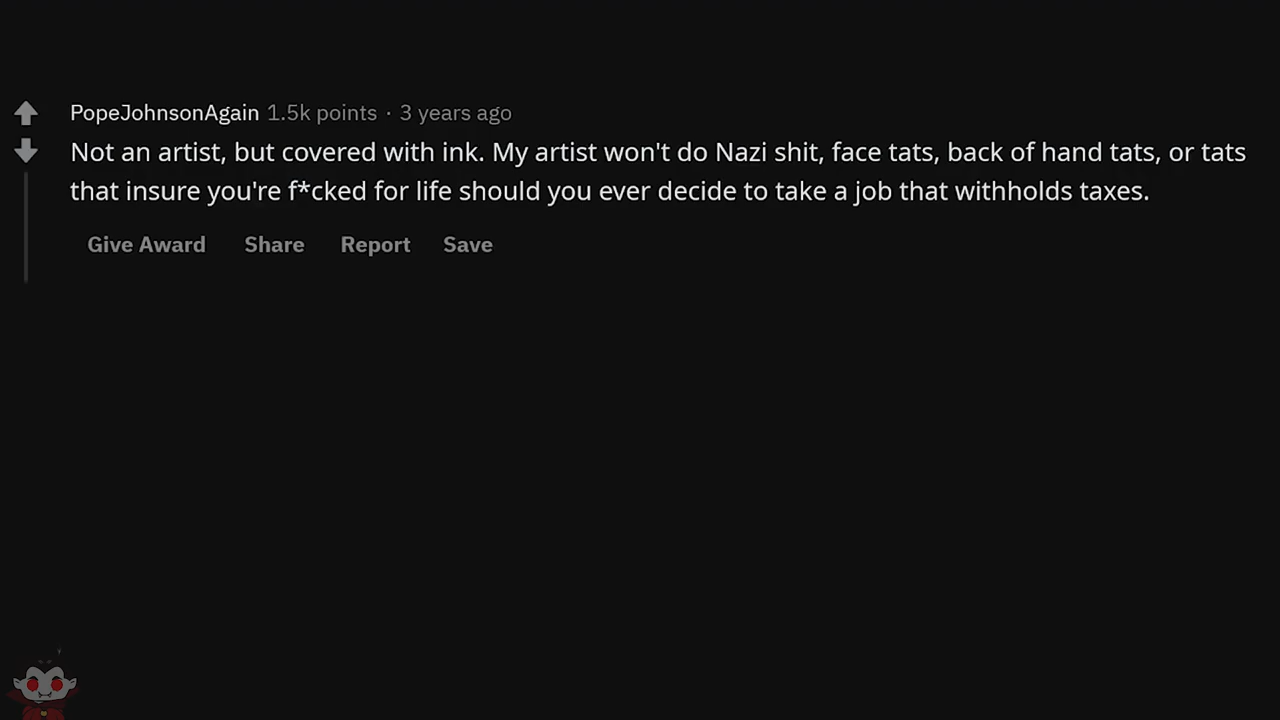 PopeJohnsonAgain 1.5k points · 3 years ago
Not an artist, but covered with ink. My artist won't do Nazi shit, face tats, back of hand tats, or tats
that insure you're f*cked for life should you ever decide to take a job that withholds taxes.
Give Award Share Report Save